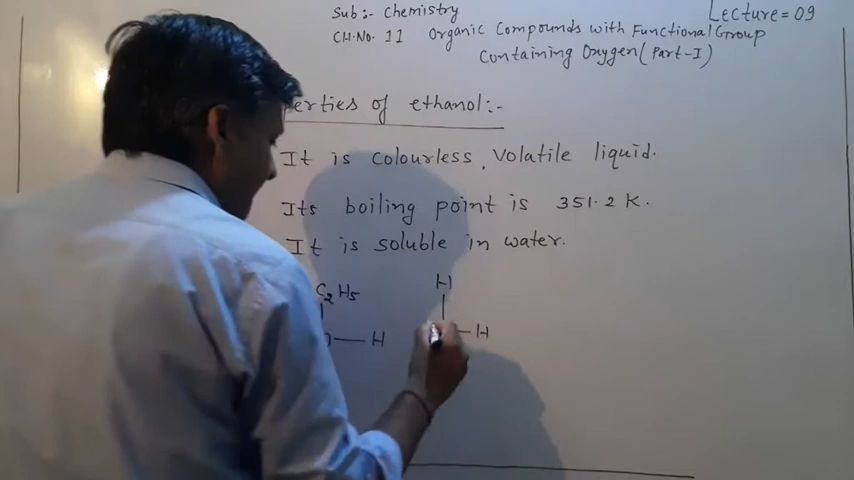 Sub:- Chemistry
Lecture=09
CH.No. 11 Organic Compounds with Functional Group
Containing Oxygen (Part-I)
erties of ethanol:-
It is colourless, volatile liquid.
Its boiling point is 351.2 K.
It is soluble in water.
C2H5 H
H H